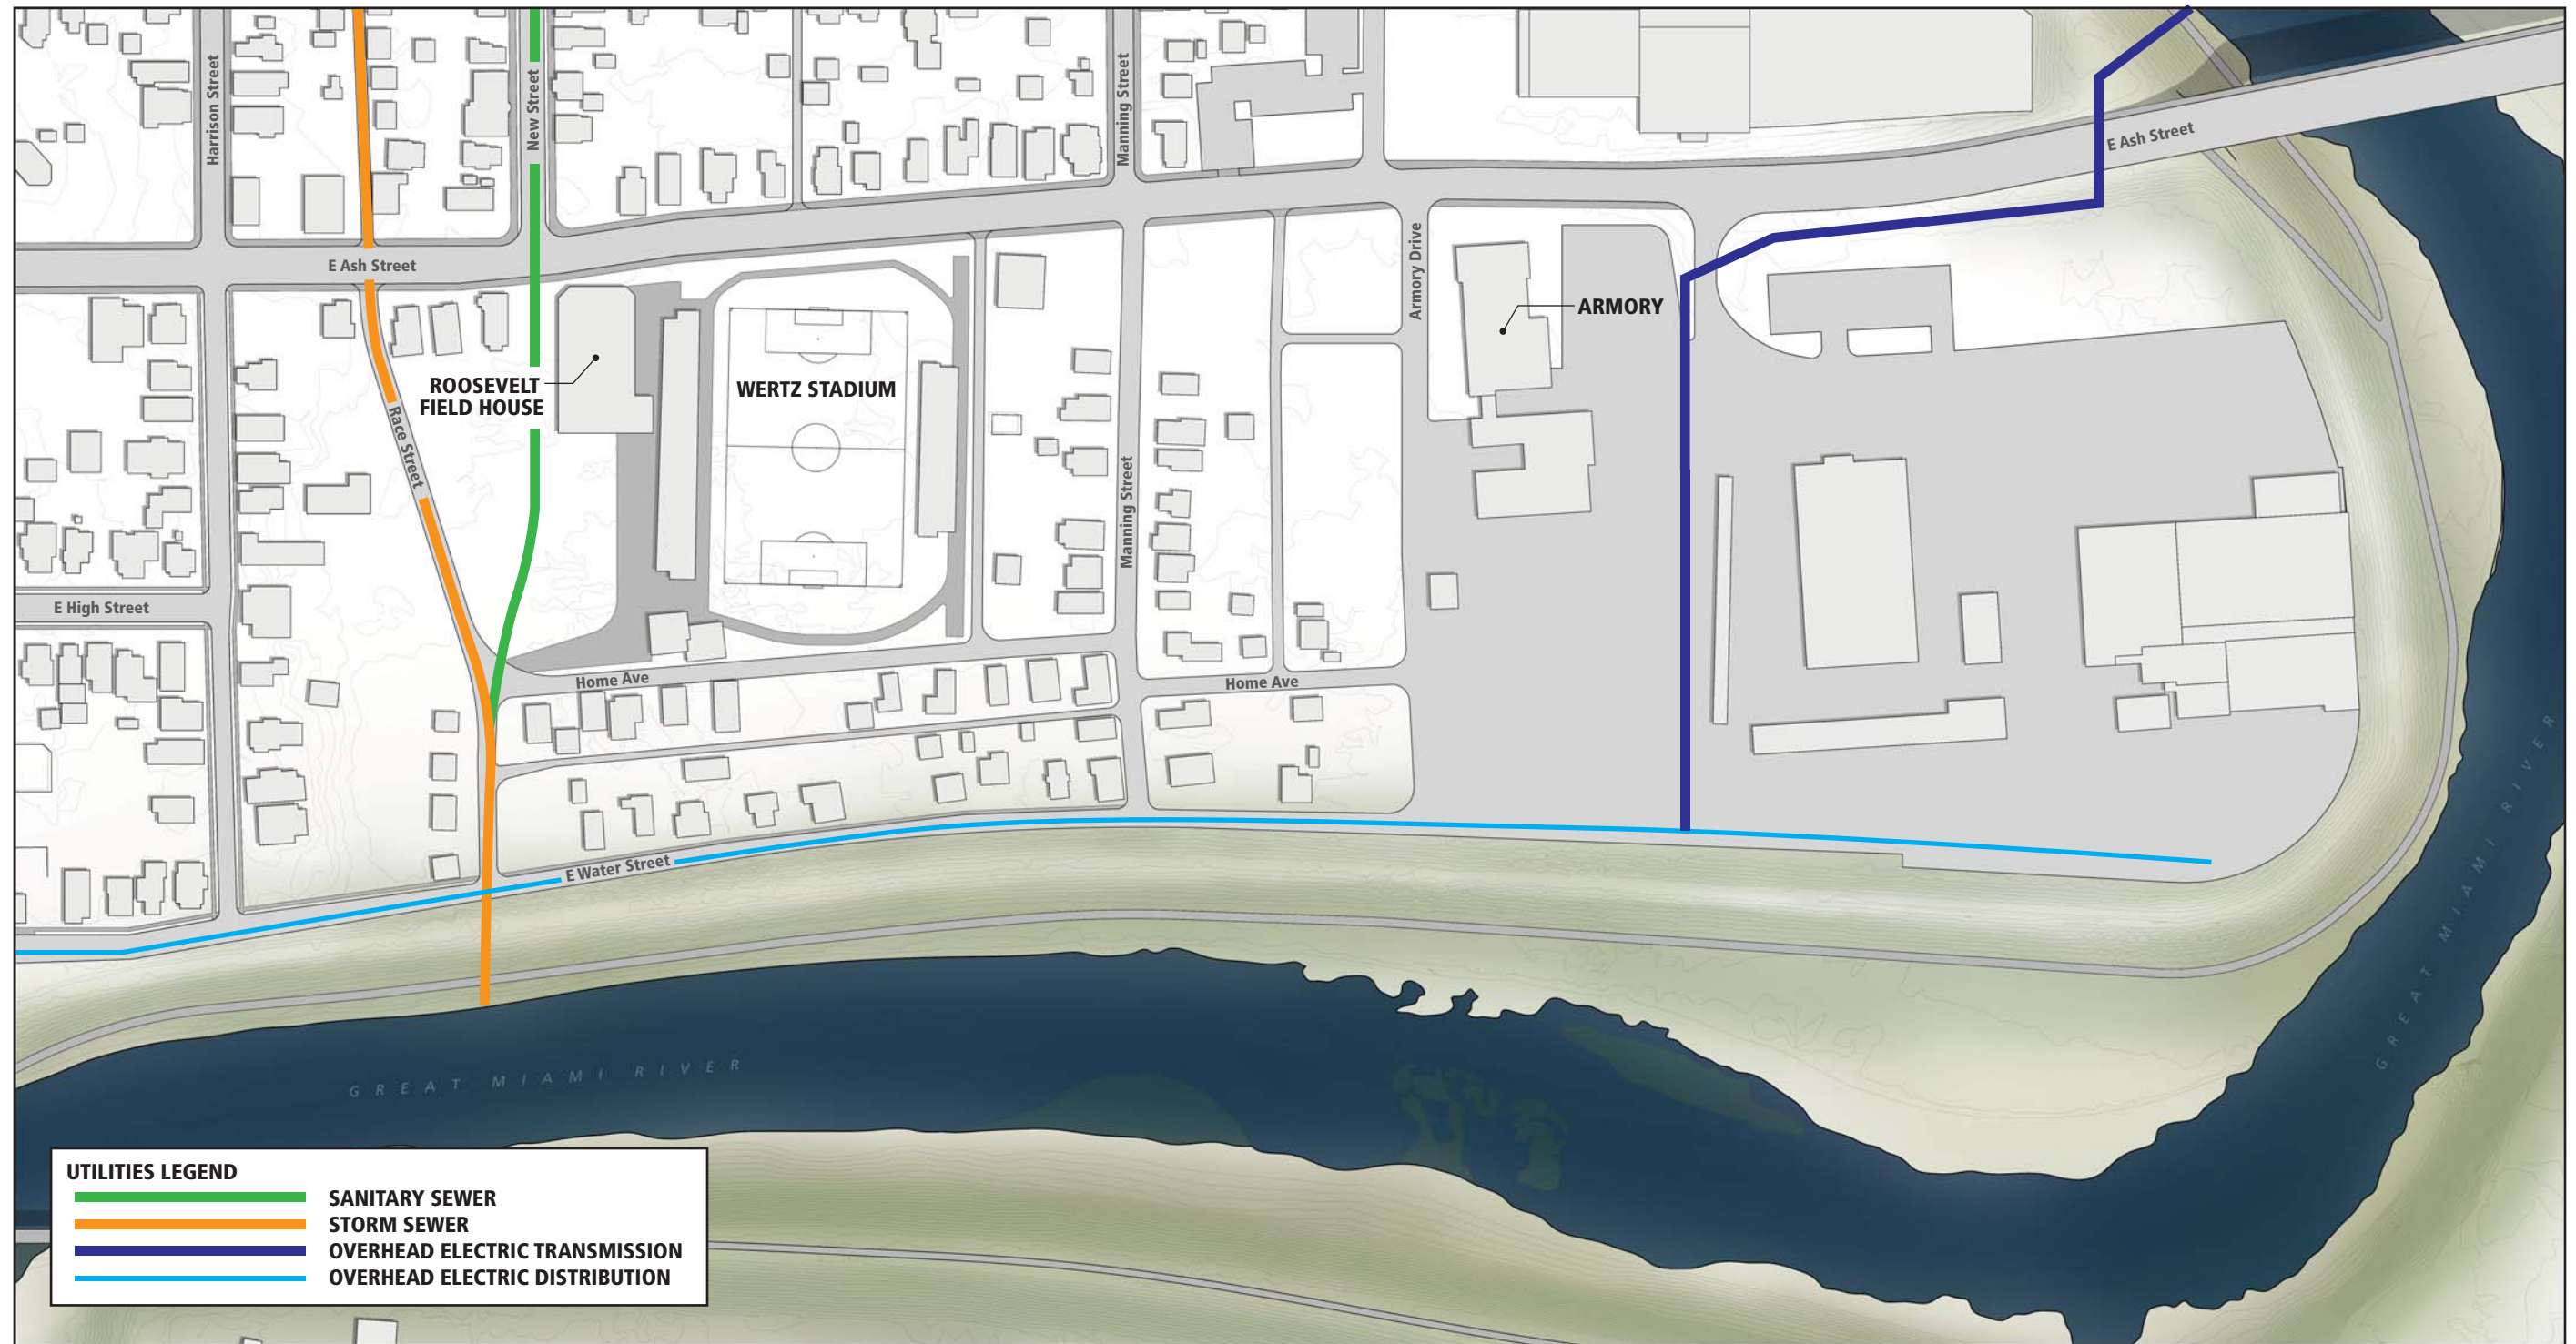 Harrison Street
New Street
Manning Street
E Ash Street
E Ash Street
Armory Drive
ARMORY
ROOSEVELT
FIELD HOUSE
WERTZ STADIUM
Race Street
Manning Street
E High Street
Home Ave
Home Ave
E Water Street
GREAT MIAMI RIVER
GREAT MIAMI RIVER
UTILITIES LEGEND
SANITARY SEWER
STORM SEWER
OVERHEAD ELECTRIC TRANSMISSION
OVERHEAD ELECTRIC DISTRIBUTION